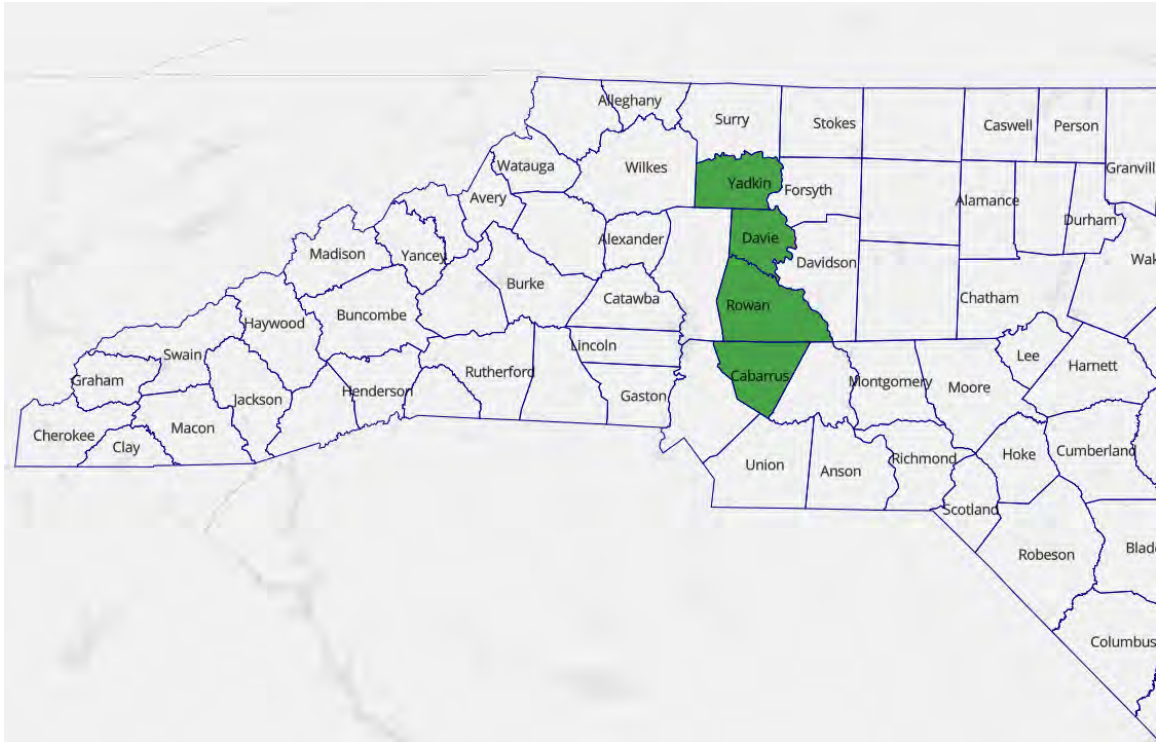 Alleghany
Surry
Stokes
Caswell
Person
Granvill
Watauga
Wilkes
Yadkin
Forsyth
Avery
Alamance
Durham
Madison
Yancey
Alexander
Davie
Davidson
Wak
Burke
Catawba
Chatham
Haywood
Buncombe
Rowan
Swain
Lincoln
Lee
Harnett
Graham
Jackson
Henderson
Rutherford
Gaston
Cabarrus
Montgomery
Moore
Cherokee
Clay
Macon
Union
Anson
Richmond
Hoke
Cumberland
Scotland
Robeson
Blade
Columbus